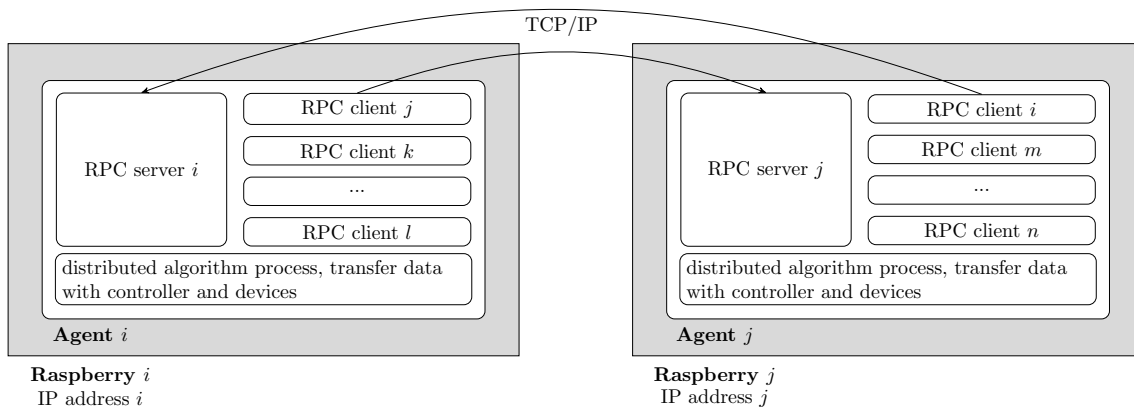 TCP/IP
RPC server i
RPC client j
RPC client k
...
RPC client l
distributed algorithm process, transfer data
with controller and devices
Agent i
Raspberry i
IP address i
RPC server j
RPC client i
RPC client m
...
RPC client n
distributed algorithm process, transfer data
with controller and devices
Agent j
Raspberry j
IP address j